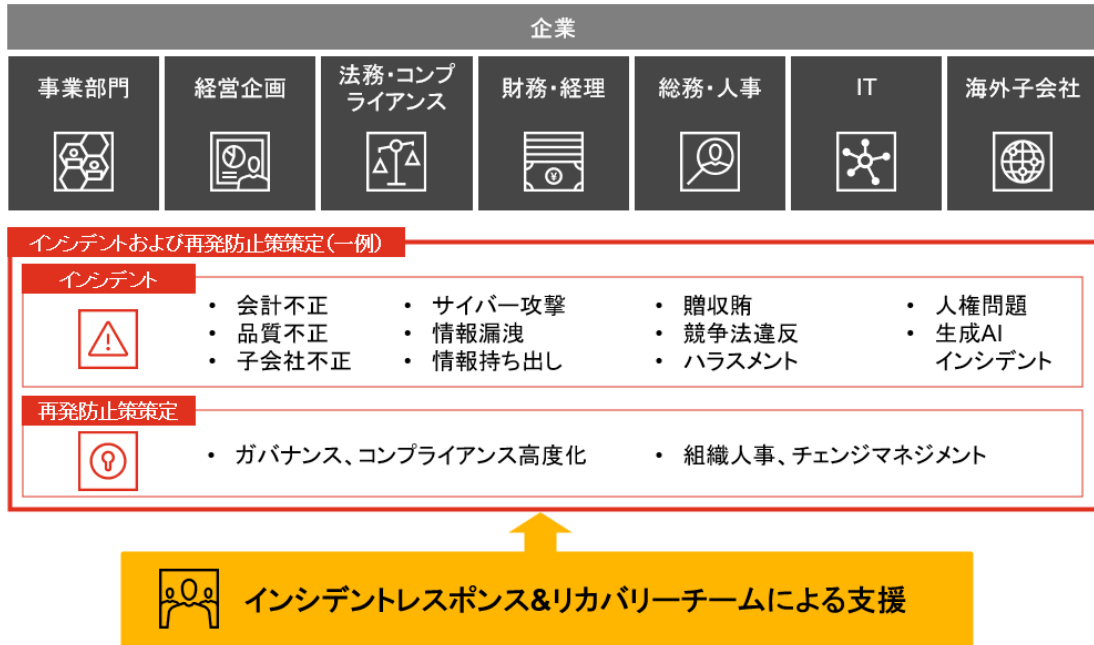 企業
事業部門
経営企画
法務・コンプ
ライアンス
財務・経理
総務・人事
IT
海外子会社
¥
インシデントおよび再発防止策策定(一例)
インシデント
• 会計不正
• 品質不正
• 子会社不正
• サイバー攻撃
• 情報漏洩
• 情報持ち出し
• 贈収賄
• 競争法違反
• ハラスメント
• 人権問題
• 生成AI
インシデント
再発防止策策定
• ガバナンス、コンプライアンス高度化
• 組織人事、チェンジマネジメント
インシデントレスポンス&リカバリーチームによる支援